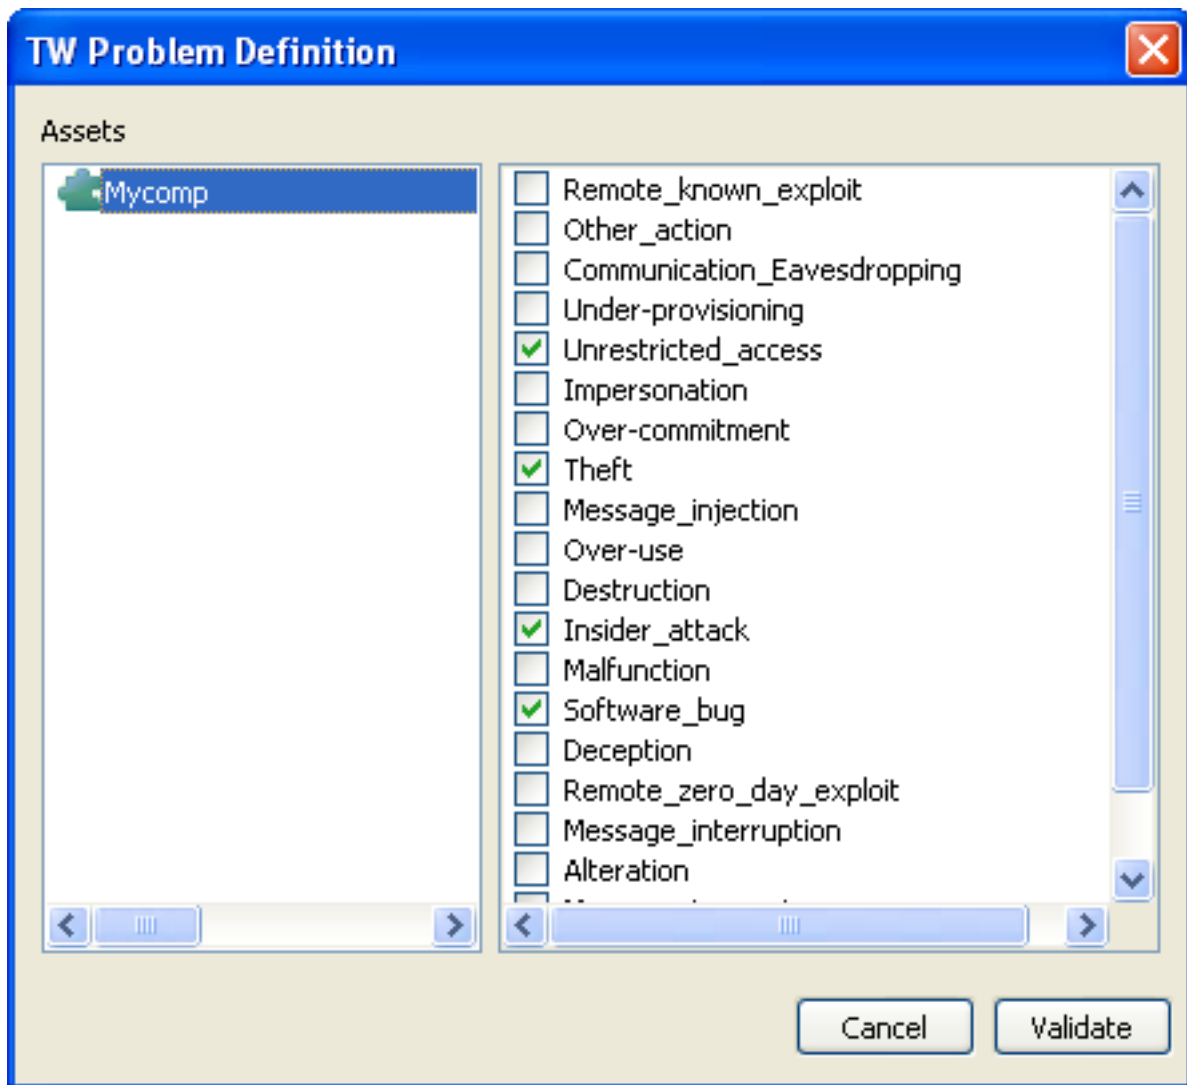 TW Problem Definition
Assets
Mycomp
Remote_known_exploit
Other_action
Communication_Eavesdropping
Under-provisioning
Unrestricted_access
Impersonation
Over-commitment
Theft
Message_injection
Over-use
Destruction
Insider_attack
Malfunction
Software_bug
Deception
Remote_zero_day_exploit
Message_interruption
Alteration
Cancel
Validate